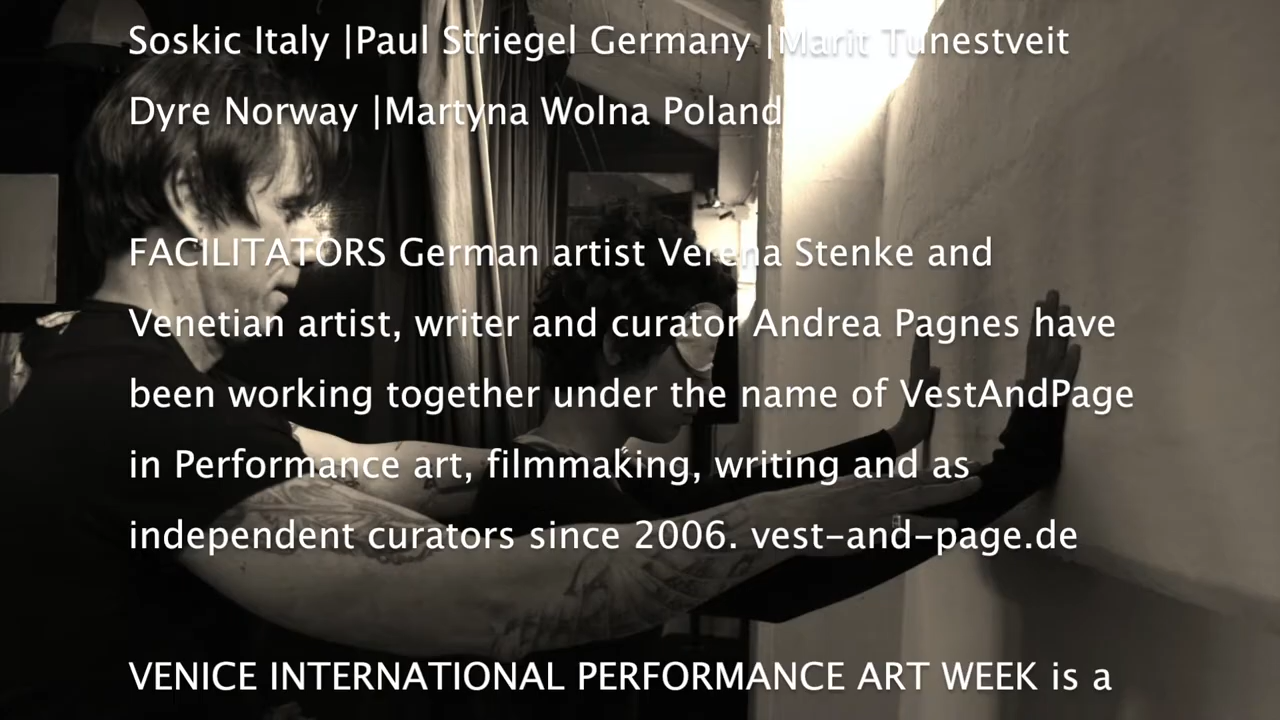 Soskic Italy |Paul Striegel Germany |Marit Tunestveit
Dyre Norway |Martyna Wolna Poland
FACILITATORS German artist Verena Stenke and
Venetian artist, writer and curator Andrea Pagnes have
been working together under the name of VestAndPage
in Performance art, filmmaking, writing and as
independent curators since 2006. vest-and-page.de
VENICE INTERNATIONAL PERFORMANCE ART WEEK is a